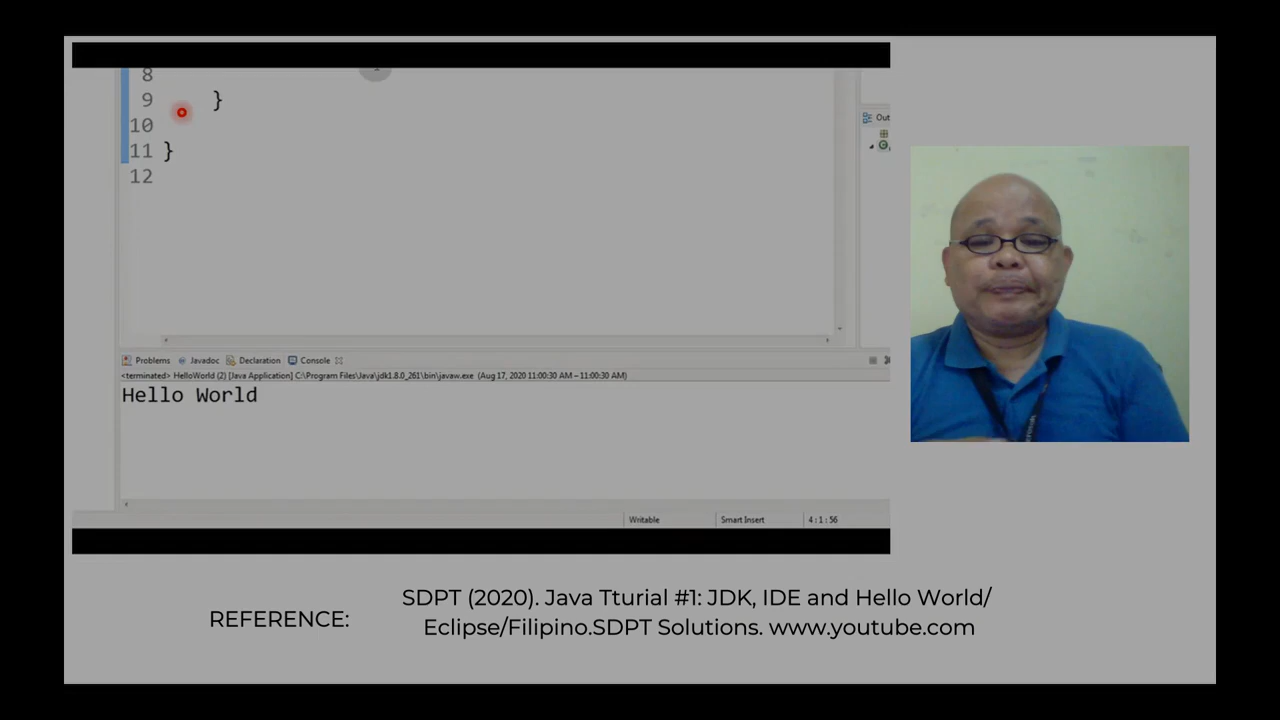 8
9 }
10
11 }
12
Out
Problems Javadoc Declaration Console
<terminated> HelloWorld (2) [Java Application] C:\Program Files\Java\jdk1.8.0_261\bin\javaw.exe (Aug 17, 2020 11:00:30 AM – 11:00:30 AM)
Hello World
Writable Smart Insert 4 : 1 : 56
REFERENCE:
SDPT (2020). Java Tturial #1: JDK, IDE and Hello World/
Eclipse/Filipino.SDPT Solutions. www.youtube.com